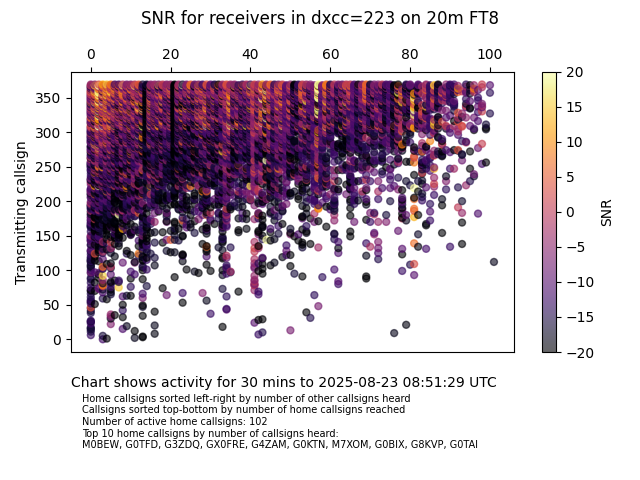 SNR for receivers in dxcc=223 on 20m FT8
0 20 40 60 80 100
350
300
250
200
150
100
50
0
Transmitting callsign
20
15
10
5
0
−5
−10
−15
−20
SNR
Chart shows activity for 30 mins to 2025-08-23 08:51:29 UTC
Home callsigns sorted left-right by number of other callsigns heard
Callsigns sorted top-bottom by number of home callsigns reached
Number of active home callsigns: 102
Top 10 home callsigns by number of callsigns heard:
M0BEW, G0TFD, G3ZDQ, GX0FRE, G4ZAM, G0KTN, M7XOM, G0BIX, G8KVP, G0TAI